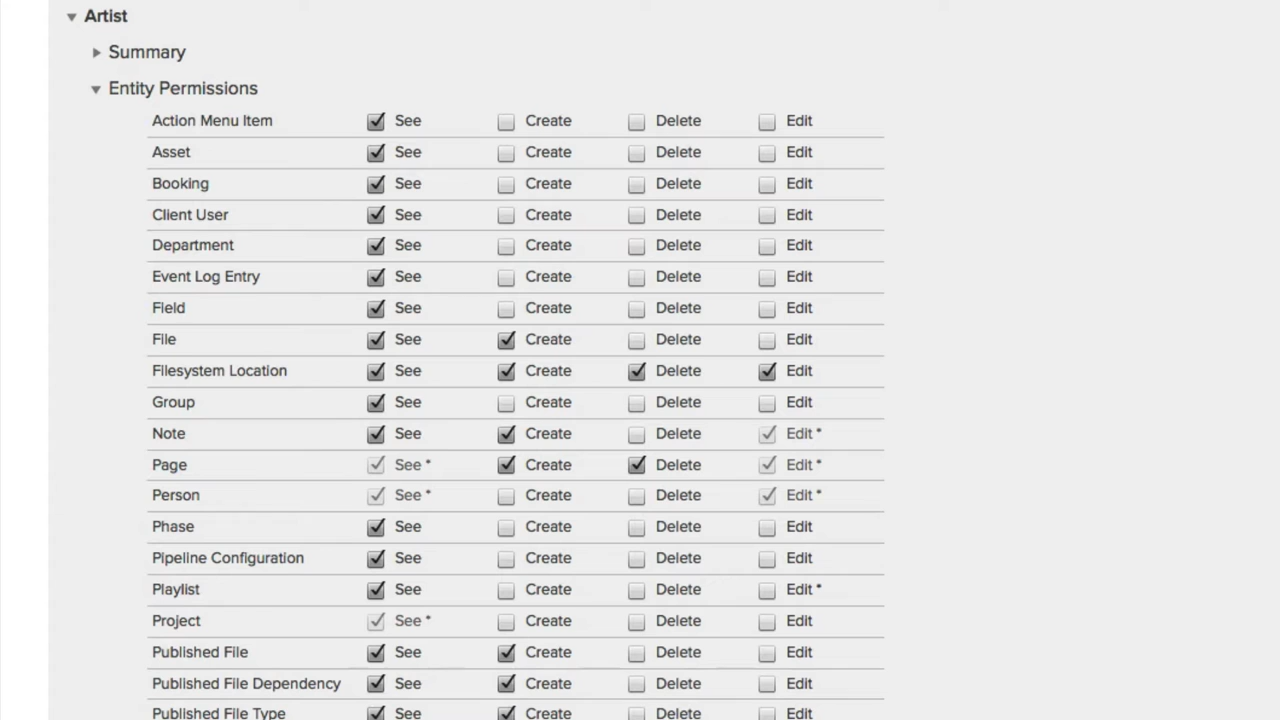 Artist
Summary
Entity Permissions
Action Menu Item See Create Delete Edit
Asset See Create Delete Edit
Booking See Create Delete Edit
Client User See Create Delete Edit
Department See Create Delete Edit
Event Log Entry See Create Delete Edit
Field See Create Delete Edit
File See Create Delete Edit
Filesystem Location See Create Delete Edit
Group See Create Delete Edit
Note See Create Delete Edit *
Page See * Create Delete Edit *
Person See * Create Delete Edit *
Phase See Create Delete Edit
Pipeline Configuration See Create Delete Edit
Playlist See Create Delete Edit *
Project See * Create Delete Edit
Published File See Create Delete Edit
Published File Dependency See Create Delete Edit
Published File Type See Create Delete Edit